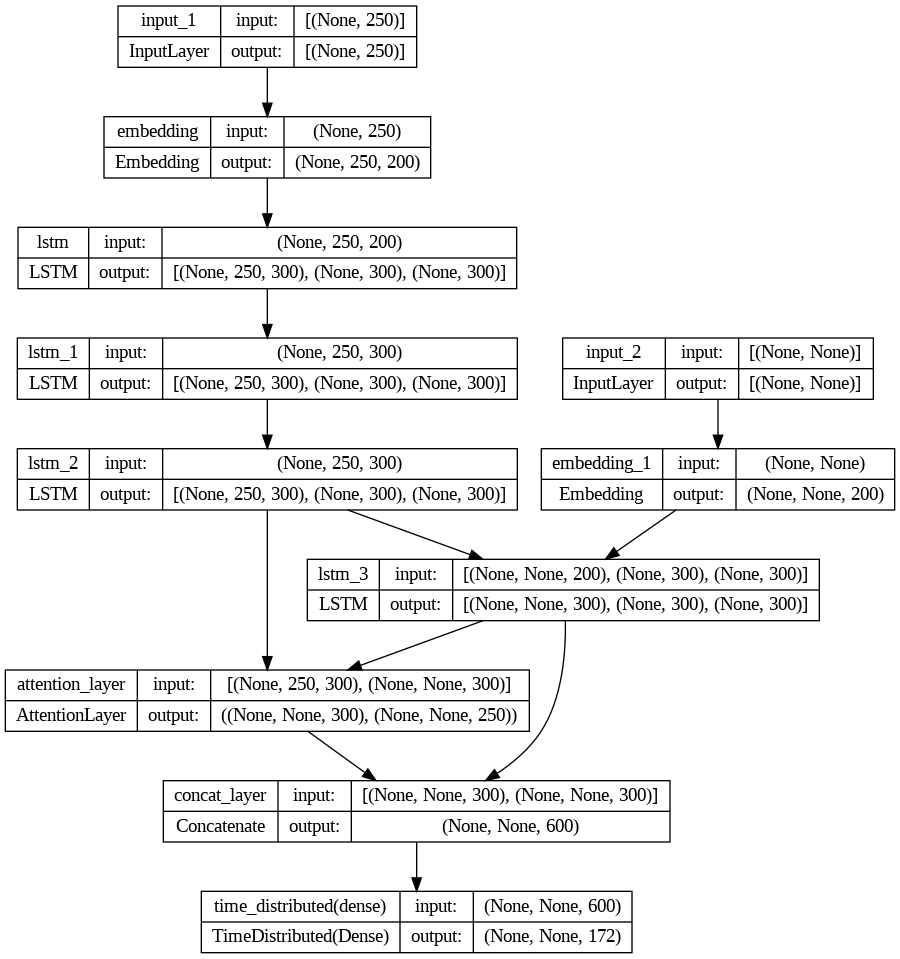 input_1 input: [(None, 250)]
InputLayer output: [(None, 250)]
embedding input: (None, 250)
Embedding output: (None, 250, 200)
lstm input: (None, 250, 200)
LSTM output: [(None, 250, 300), (None, 300), (None, 300)]
lstm_1 input: (None, 250, 300)
LSTM output: [(None, 250, 300), (None, 300), (None, 300)]
input_2 input: [(None, None)]
InputLayer output: [(None, None)]
lstm_2 input: (None, 250, 300)
LSTM output: [(None, 250, 300), (None, 300), (None, 300)]
embedding_1 input: (None, None)
Embedding output: (None, None, 200)
lstm_3 input: [(None, None, 200), (None, 300), (None, 300)]
LSTM output: [(None, None, 300), (None, 300), (None, 300)]
attention_layer input: [(None, 250, 300), (None, None, 300)]
AttentionLayer output: ((None, None, 300), (None, None, 250))
concat_layer input: [(None, None, 300), (None, None, 300)]
Concatenate output: (None, None, 600)
time_distributed(dense) input: (None, None, 600)
TimeDistributed(Dense) output: (None, None, 172)